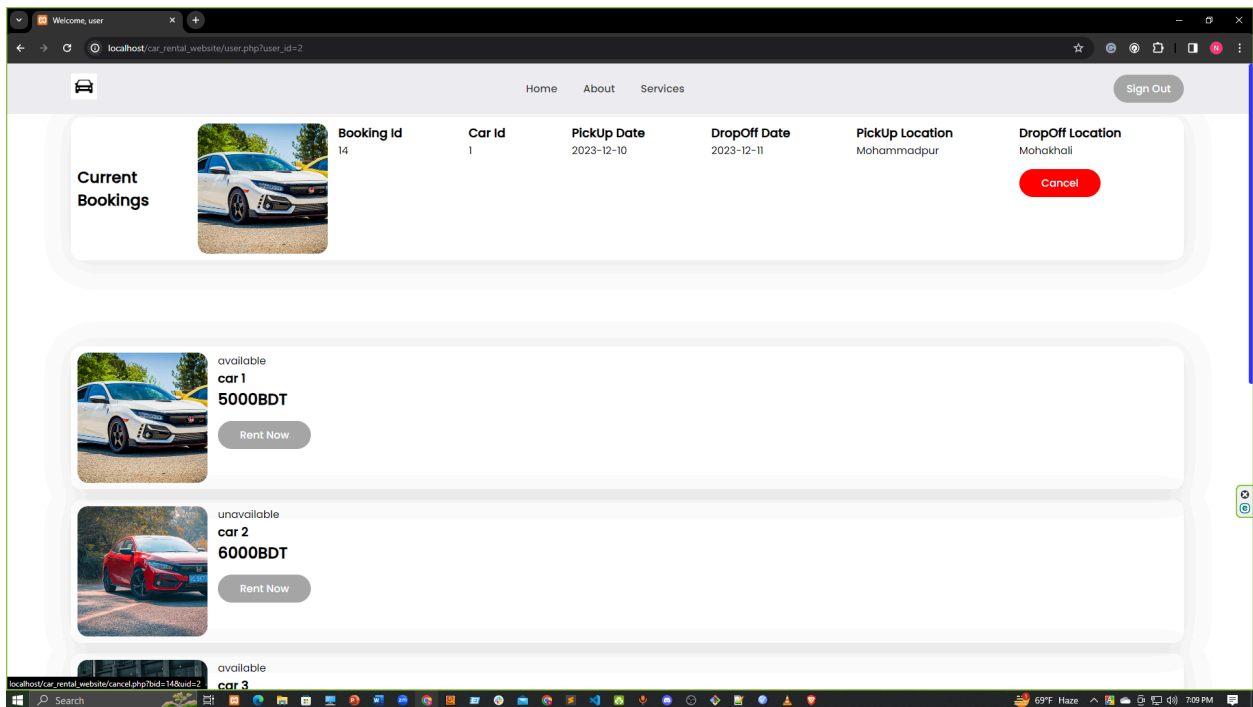 Welcome, user
localhost/car_rental_website/user.php?user_id=2
N
Home About Services
Sign Out
Current
Bookings
Booking Id Car Id PickUp Date DropOff Date PickUp Location DropOff Location
14 1 2023-12-10 2023-12-11 Mohammadpur Mohakhali
Cancel
available
car 1
5000BDT
Rent Now
unavailable
car 2
6000BDT
Rent Now
available
car 3
localhost/car_rental_website/cancel.php?bid=14&uid=2
Search
69°F Haze
7:09 PM